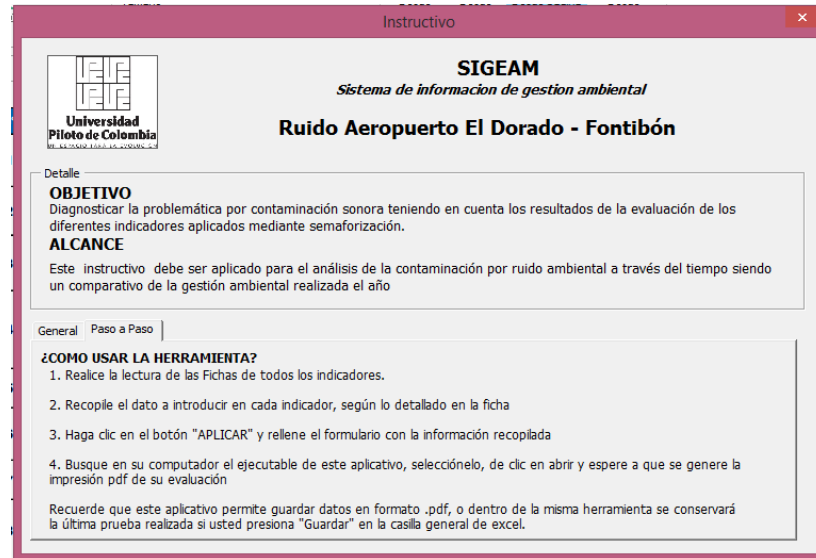 Instructivo
SIGEAM
Sistema de informacion de gestion ambiental
Universidad
Piloto de Colombia
Ruido Aeropuerto El Dorado - Fontibón
Detalle
OBJETIVO
Diagnosticar la problemática por contaminación sonora teniendo en cuenta los resultados de la evaluación de los
diferentes indicadores aplicados mediante semaforización.
ALCANCE
Este instructivo debe ser aplicado para el análisis de la contaminación por ruido ambiental a través del tiempo siendo
un comparativo de la gestión ambiental realizada el año
General Paso a Paso
¿COMO USAR LA HERRAMIENTA?
1. Realice la lectura de las Fichas de todos los indicadores.
2. Recopile el dato a introducir en cada indicador, según lo detallado en la ficha
3. Haga clic en el botón "APLICAR" y rellene el formulario con la información recopilada
4. Busque en su computador el ejecutable de este aplicativo, selecciónelo, de clic en abrir y espere a que se genere la
impresión pdf de su evaluación
Recuerde que este aplicativo permite guardar datos en formato .pdf, o dentro de la misma herramienta se conservará
la última prueba realizada si usted presiona "Guardar" en la casilla general de excel.